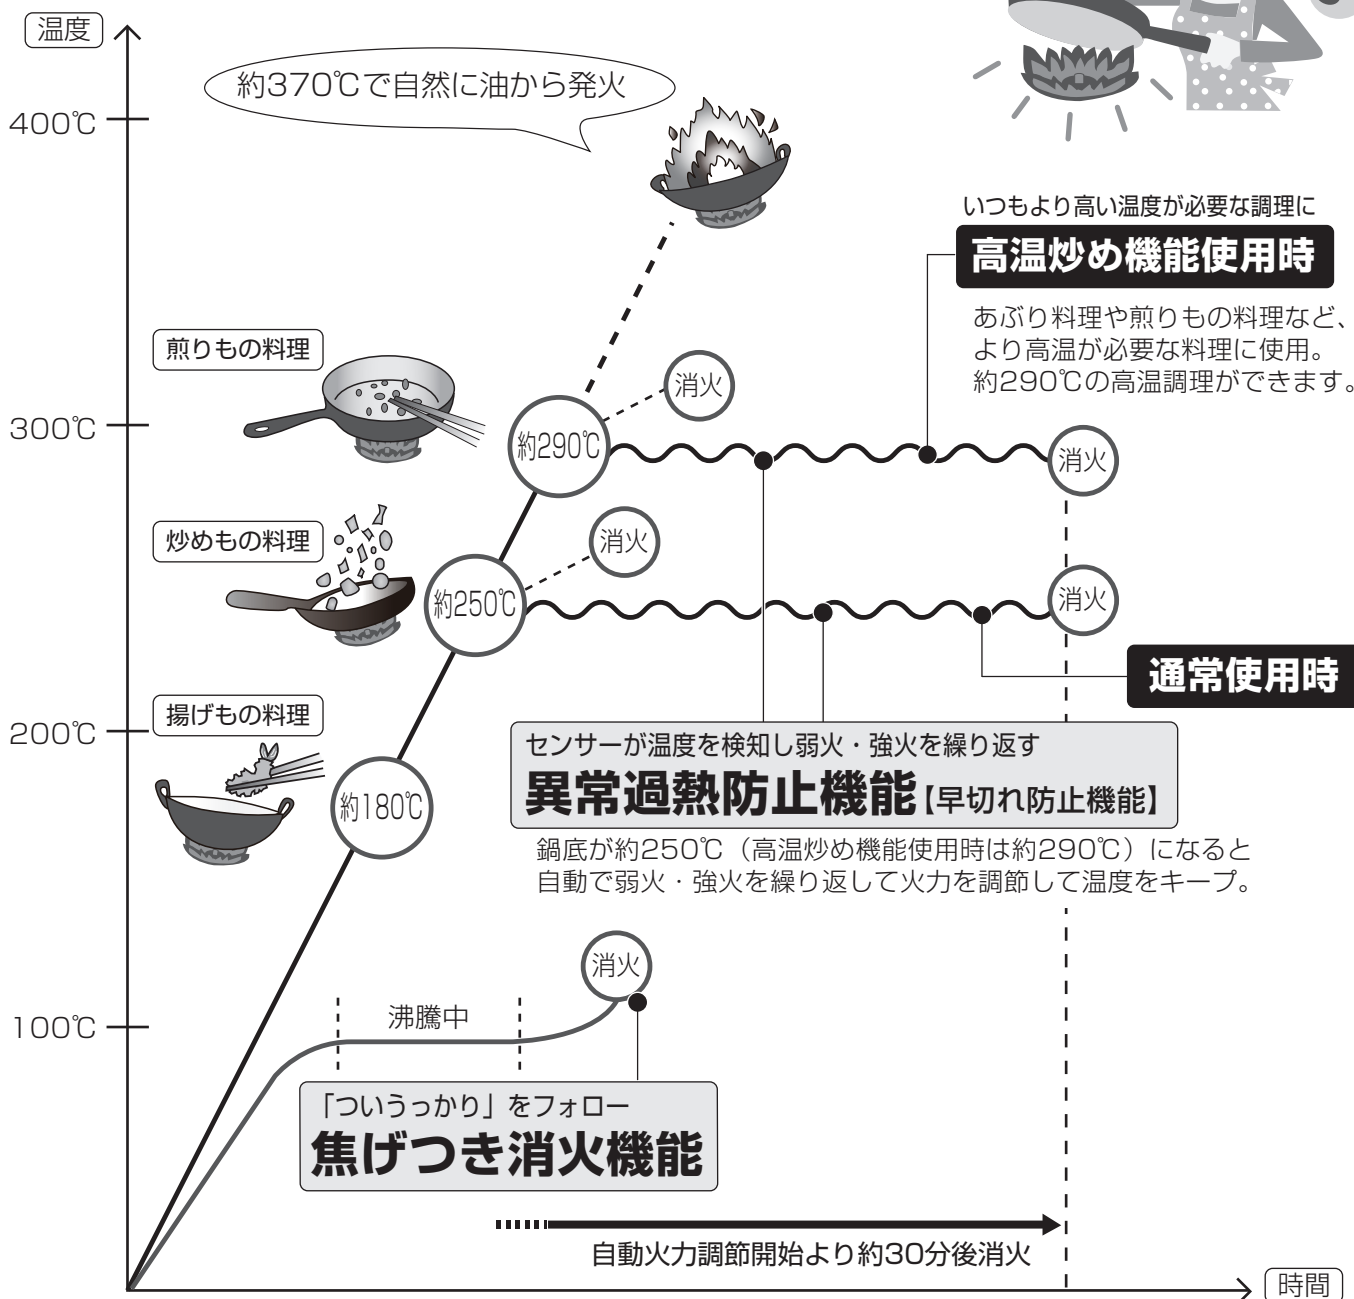 温度
約370℃で自然に油から発火
400℃
いつもより高い温度が必要な調理に
高温炒め機能使用時
あぶり料理や煎りもの料理など、
より高温が必要な料理に使用。
約290℃の高温調理ができます。
煎りもの料理
消火
300℃
約290℃
消火
炒めもの料理
消火
約250℃
消火
通常使用時
揚げもの料理
200℃
約180℃
センサーが温度を検知し弱火・強火を繰り返す
異常過熱防止機能【早切れ防止機能】
鍋底が約250℃（高温炒め機能使用時は約290℃）になると
自動で弱火・強火を繰り返して火力を調節して温度をキープ。
消火
100℃
沸騰中
「ついうっかり」をフォロー
焦げつき消火機能
自動火力調節開始より約30分後消火
時間